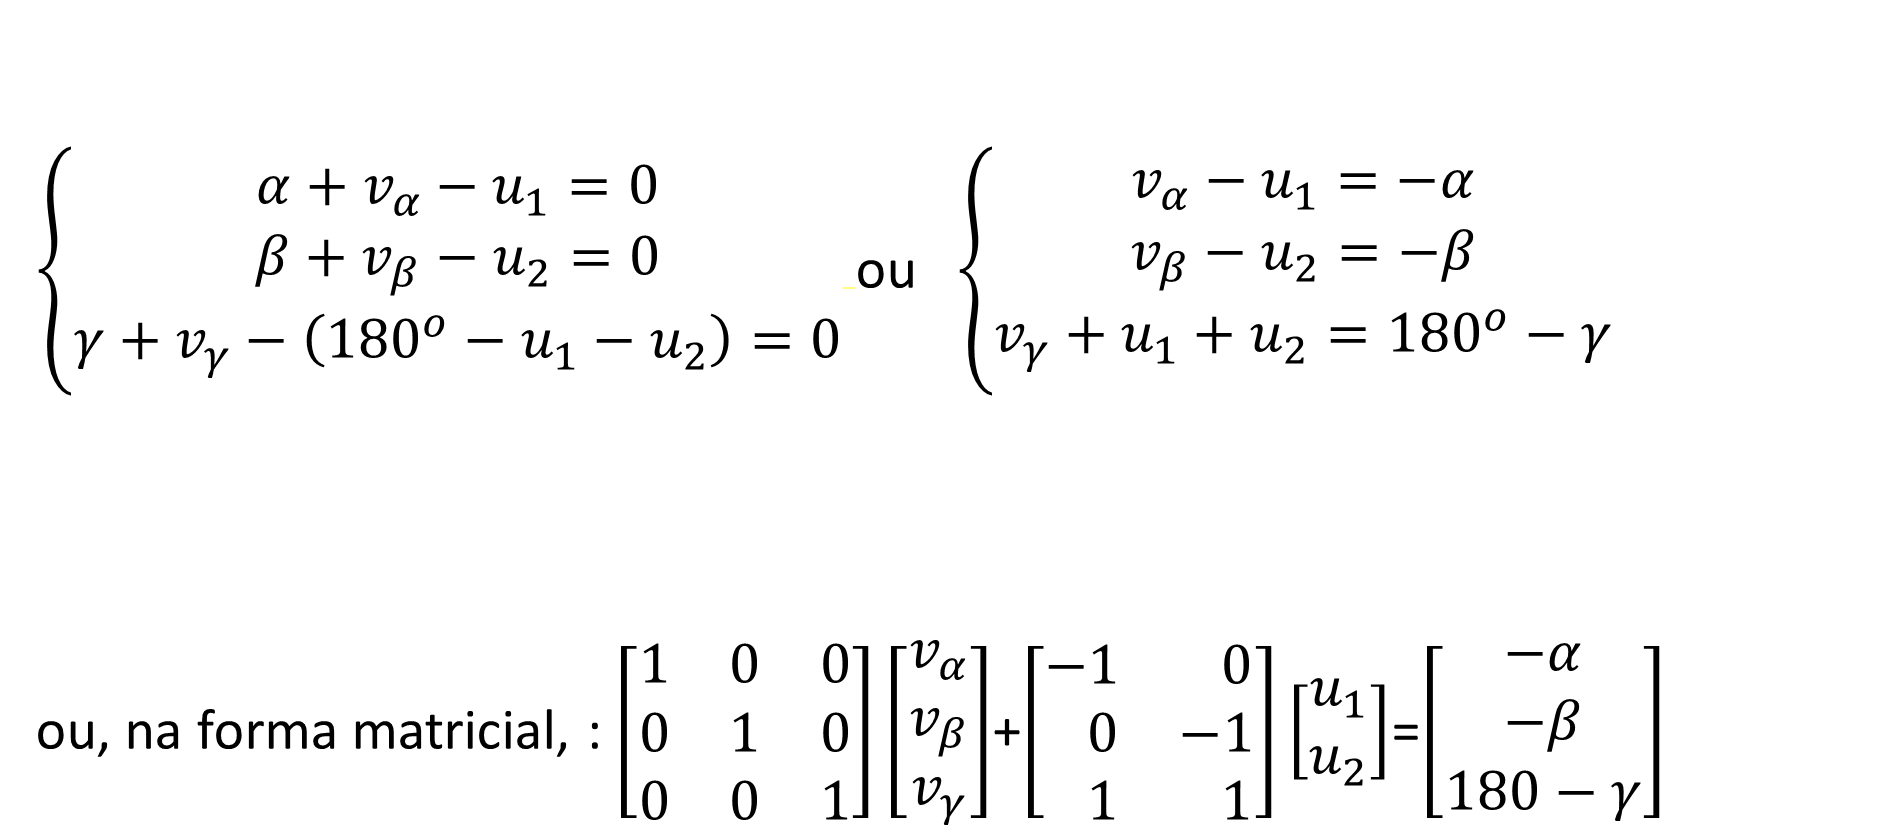 α + v_α − u_1 = 0
β + v_β − u_2 = 0
γ + v_γ − (180º − u_1 − u_2) = 0
ou
v_α − u_1 = −α
v_β − u_2 = −β
v_γ + u_1 + u_2 = 180º − γ
ou, na forma matricial, : [1 0 0; 0 1 0; 0 0 1] [v_α; v_β; v_γ] + [−1 0; 0 −1; 1 1] [u_1; u_2] = [−α; −β; 180 − γ]